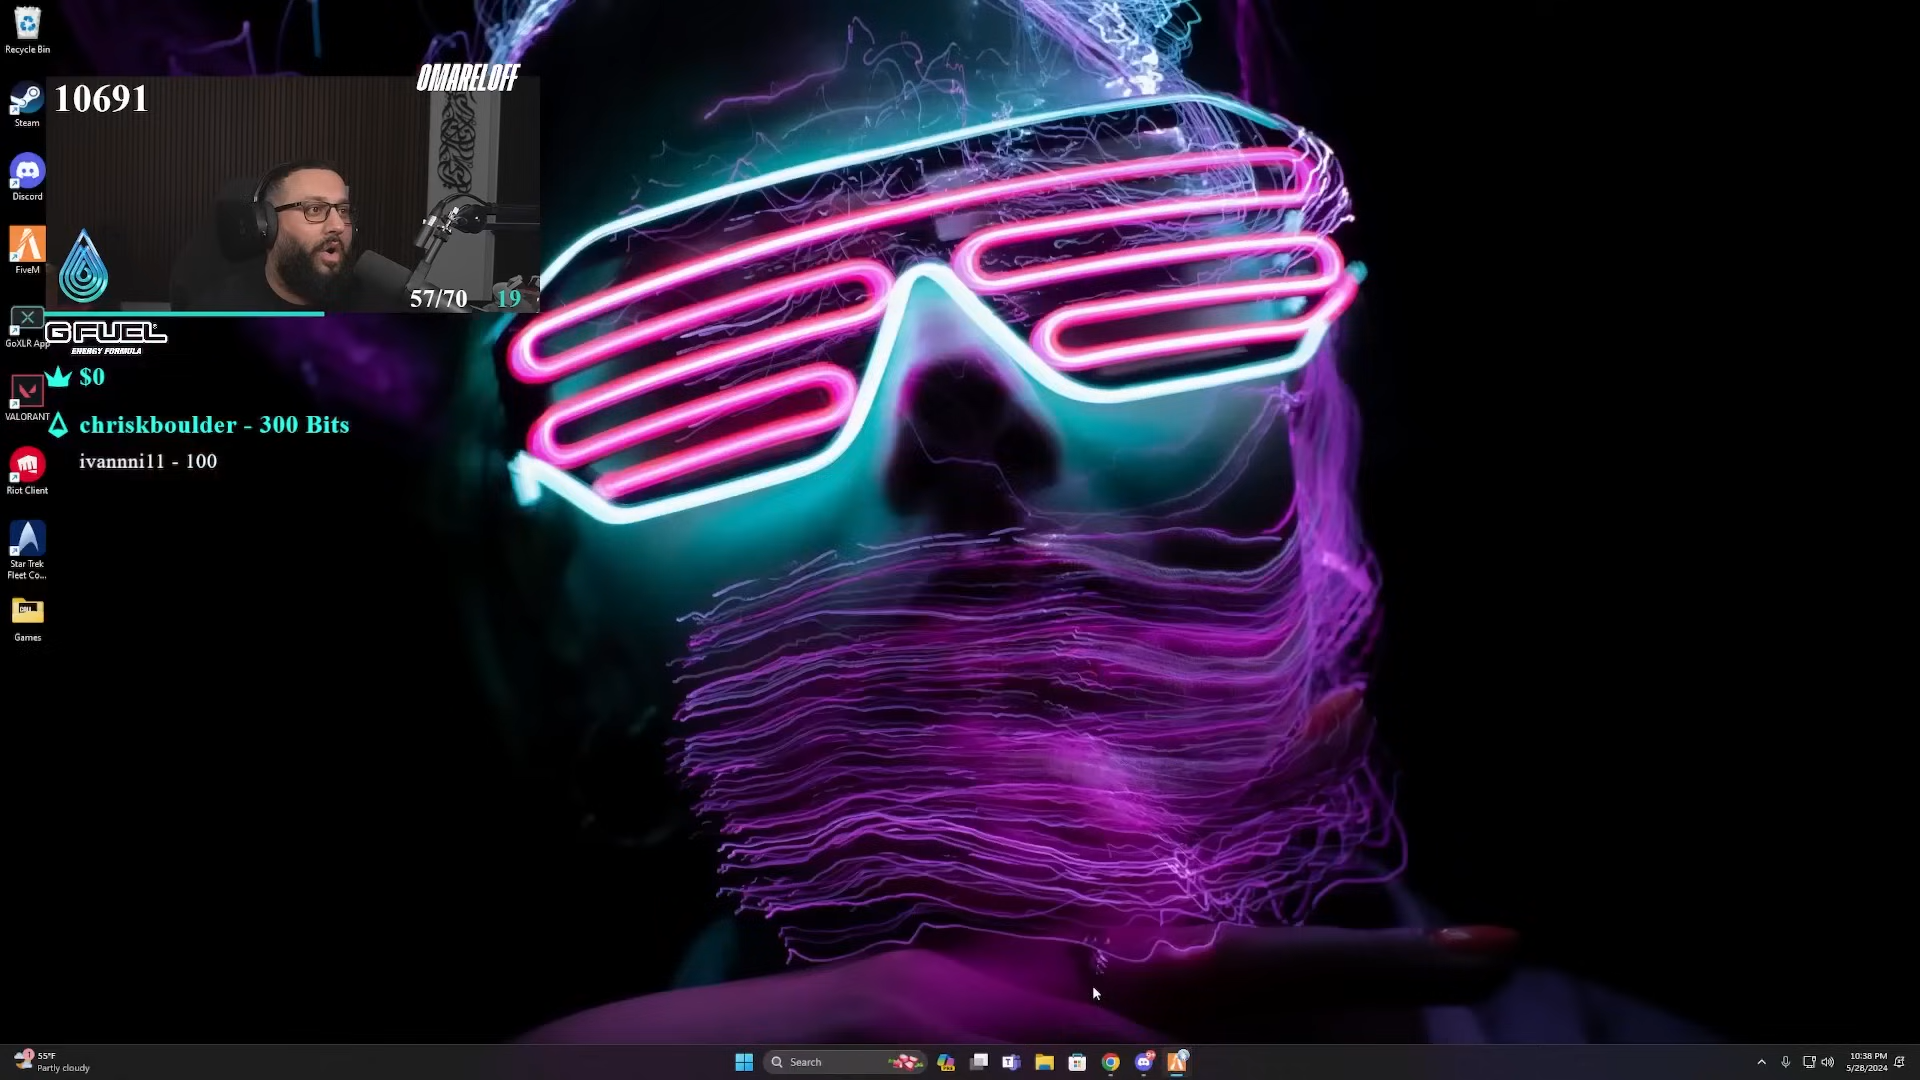 Recycle Bin
OMARELOFF
10691
Steam
Discord
FiveM
57/70 19
GoXLR App
G FUEL
ENERGY FORMULA
$0
VALORANT
chriskboulder - 300 Bits
ivannni11 - 100
Riot Client
Star Trek
Fleet Co...
Games
55°F
Partly cloudy
Search
10:38 PM
5/28/2024